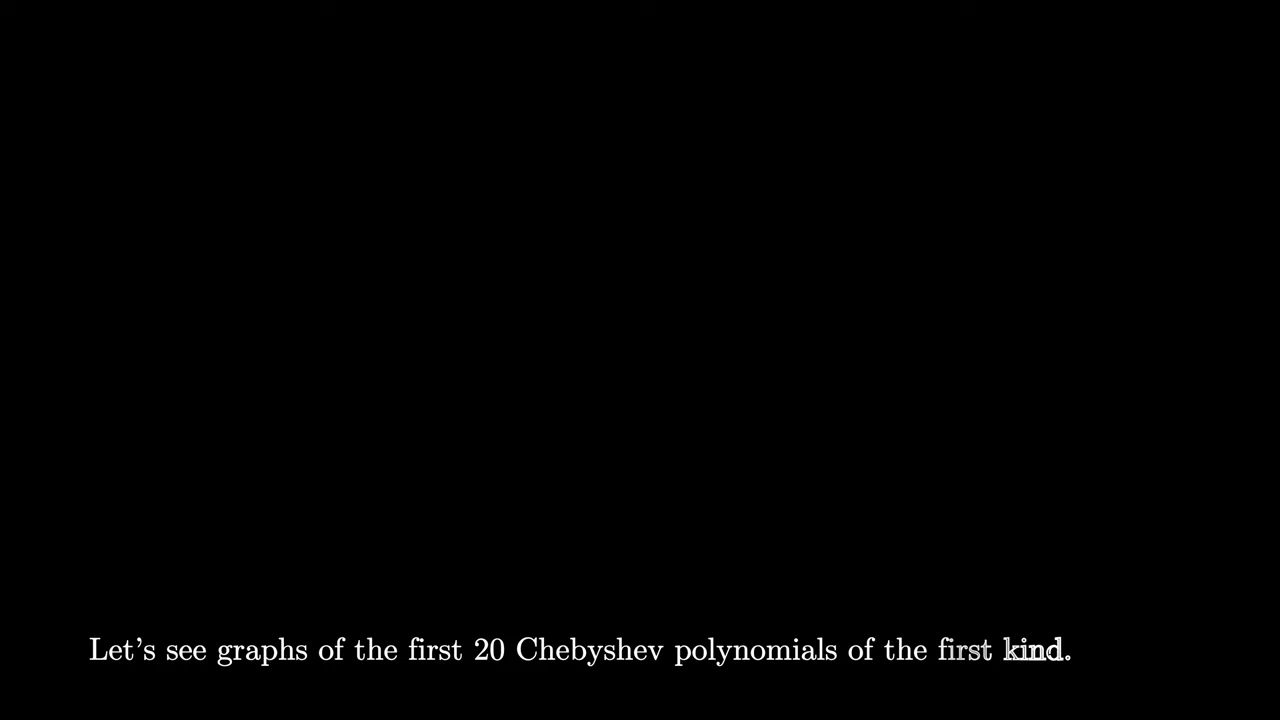 Let's see graphs of the first 20 Chebyshev polynomials of the first kind.